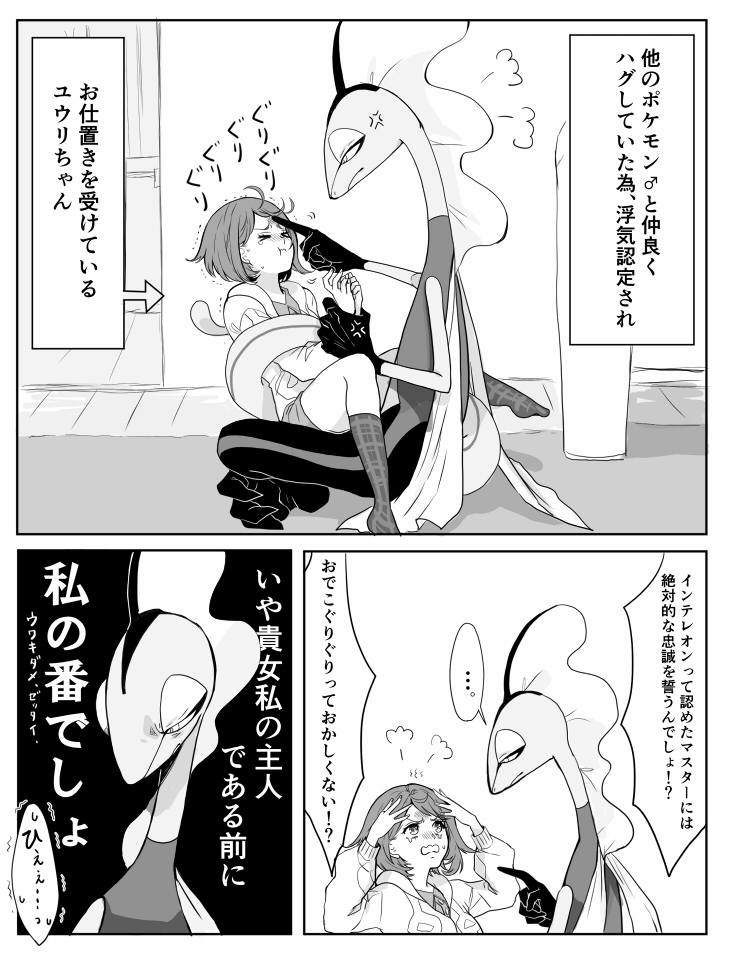 他のポケモン♂と仲良く
ハグしていた為、浮気認定され
ぐりぐり
ぐりぐり
お仕置きを受けている
ユウリちゃん
インテレオンって認めたマスターには
絶対的な忠誠を誓うんでしょ!?
…。
おでこぐりぐりっておかしくない!?
いや貴女私の主人
である前に
私の番でしょ
ウワキダメ、ゼッタイ.
ひぇぇ…っ